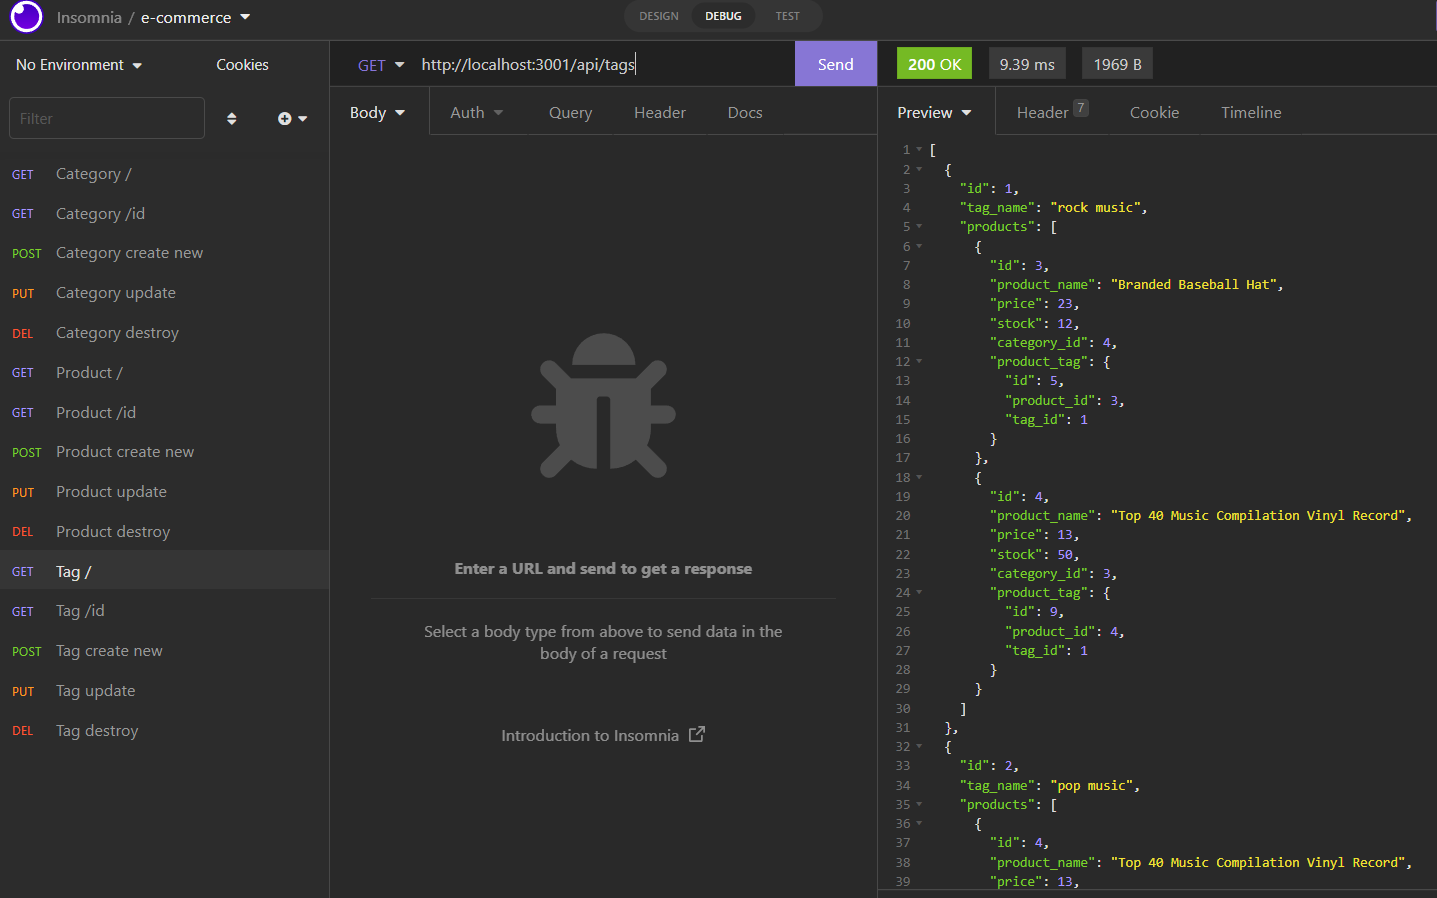 Insomnia / e-commerce
DESIGN DEBUG TEST
No Environment Cookies
Filter
GET Category /
GET Category /id
POST Category create new
PUT Category update
DEL Category destroy
GET Product /
GET Product /id
POST Product create new
PUT Product update
DEL Product destroy
GET Tag /
GET Tag /id
POST Tag create new
PUT Tag update
DEL Tag destroy
GET http://localhost:3001/api/tags Send
Body Auth Query Header Docs
Enter a URL and send to get a response
Select a body type from above to send data in the
body of a request
Introduction to Insomnia
200 OK 9.39 ms 1969 B
Preview Header 7 Cookie Timeline
1 [
2 {
3 "id": 1,
4 "tag_name": "rock music",
5 "products": [
6 {
7 "id": 3,
8 "product_name": "Branded Baseball Hat",
9 "price": 23,
10 "stock": 12,
11 "category_id": 4,
12 "product_tag": {
13 "id": 5,
14 "product_id": 3,
15 "tag_id": 1
16 }
17 },
18 {
19 "id": 4,
20 "product_name": "Top 40 Music Compilation Vinyl Record",
21 "price": 13,
22 "stock": 50,
23 "category_id": 3,
24 "product_tag": {
25 "id": 9,
26 "product_id": 4,
27 "tag_id": 1
28 }
29 }
30 ]
31 },
32 {
33 "id": 2,
34 "tag_name": "pop music",
35 "products": [
36 {
37 "id": 4,
38 "product_name": "Top 40 Music Compilation Vinyl Record",
39 "price": 13,